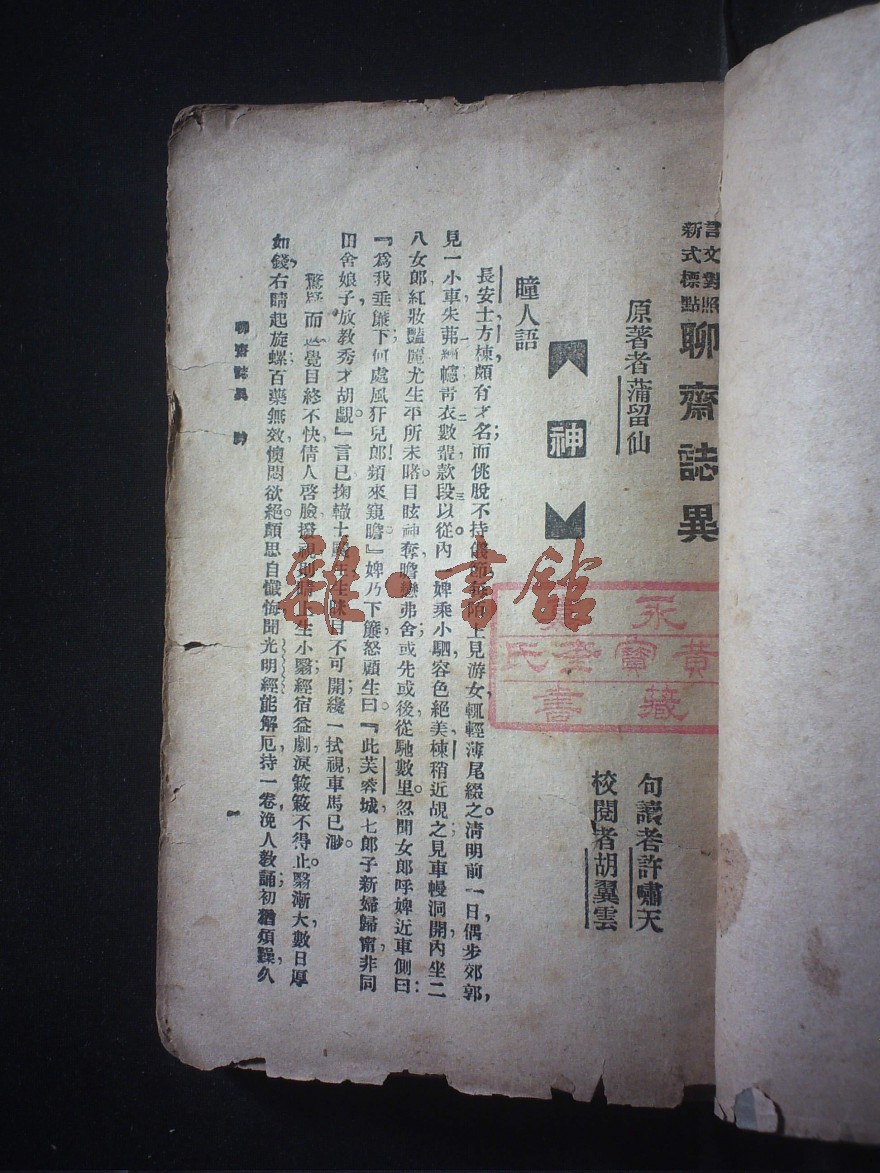 言文對照
新式標點
聊齋誌異
原著者蒲留仙
句讀者許嘯天
校閱者胡翼雲
神
瞳人語
長安士方棟，頗有才名；而佻脫不持儀節。每陌上見游女，輒輕薄尾綴之。清明前一日，偶步郊郭，
見一小車，朱茀繡幰；青衣數輩，款段以從。內一婢，乘小駟，容色絕美。棟稍近覘之，見車幔洞開，內坐二
八女郎，紅妝豔麗，尤生平所未睹。目眩神奪，瞻戀弗舍；或先或後，從馳數里。忽聞女郎呼婢近車側曰：
『為我垂簾下。何處風狂兒郎，頻來窺瞻！』婢乃下簾，怒顧生曰：『此芙蓉城七郎子新婦歸甯，非同
田舍娘子，放教秀才胡覷。』言已，掬轍土颺生，生眯目不可開。纔一拭視，車馬已渺。
驚疑而返，覺目終不快。倩人啓臉撥視，則睛上生小翳；經宿益劇，淚簌簌不得止。翳漸大，數日厚
如錢；右睛起旋螺，百藥無效。懊悶欲絕，頗思自懺悔。聞光明經能解厄，持一卷，浼人教誦。初猶煩躁，久
聊齋誌異 神
一
雜·書館
永
黃寶
氏
藏書